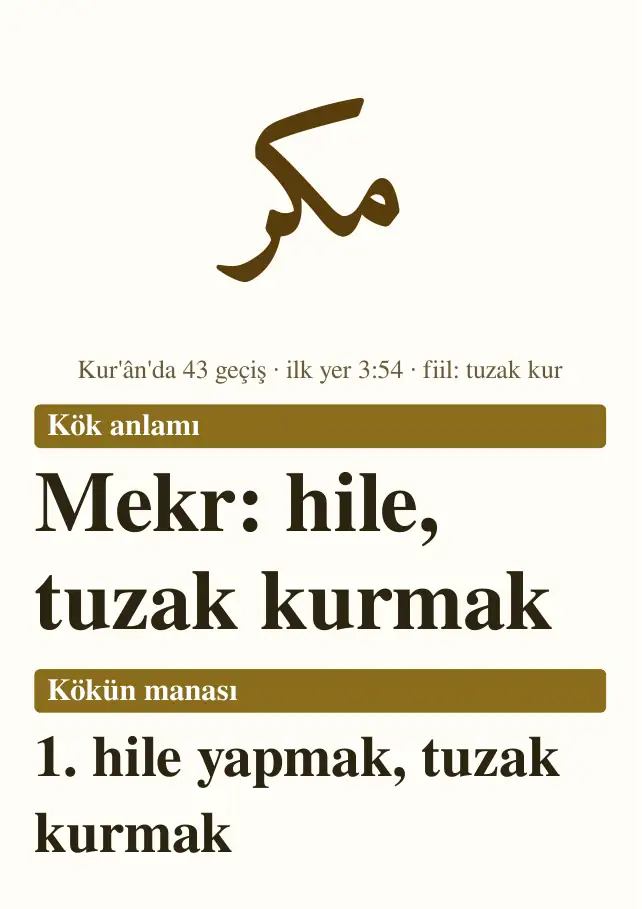 مكر
Kur'ân'da 43 geçiş · ilk yer 3:54 · fiil: tuzak kur
Kök anlamı
Mekr: hile,
tuzak kurmak
Kökün manası
1. hile yapmak, tuzak
kurmak